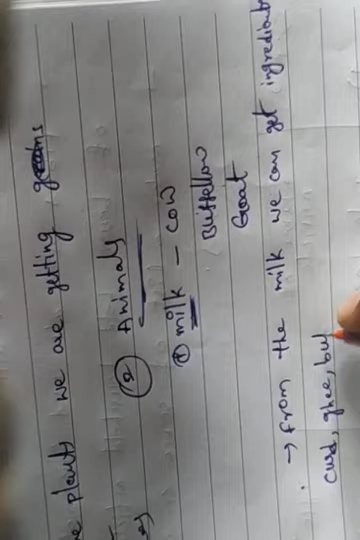 plants we are getting
② Animals
① milk - cow
Buffellow
Goat
→ from the milk we can get ingredients
curd, ghee, but